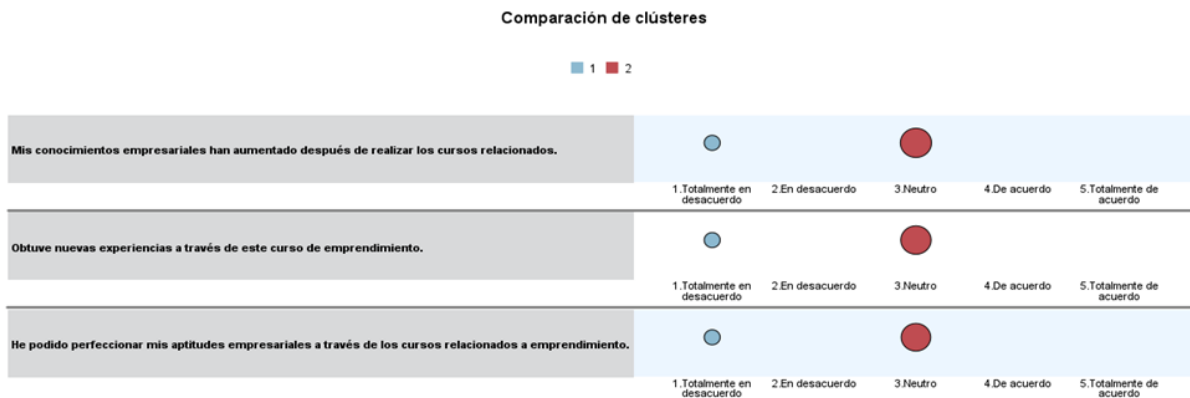 Comparación de clústeres
1 2
Mis conocimientos empresariales han aumentado después de realizar los cursos relacionados.
1.Totalmente en 2.En desacuerdo 3.Neutro 4.De acuerdo 5.Totalmente de
desacuerdo acuerdo
Obtuve nuevas experiencias a través de este curso de emprendimiento.
1.Totalmente en 2.En desacuerdo 3.Neutro 4.De acuerdo 5.Totalmente de
desacuerdo acuerdo
He podido perfeccionar mis aptitudes empresariales a través de los cursos relacionados a emprendimiento.
1.Totalmente en 2.En desacuerdo 3.Neutro 4.De acuerdo 5.Totalmente de
desacuerdo acuerdo